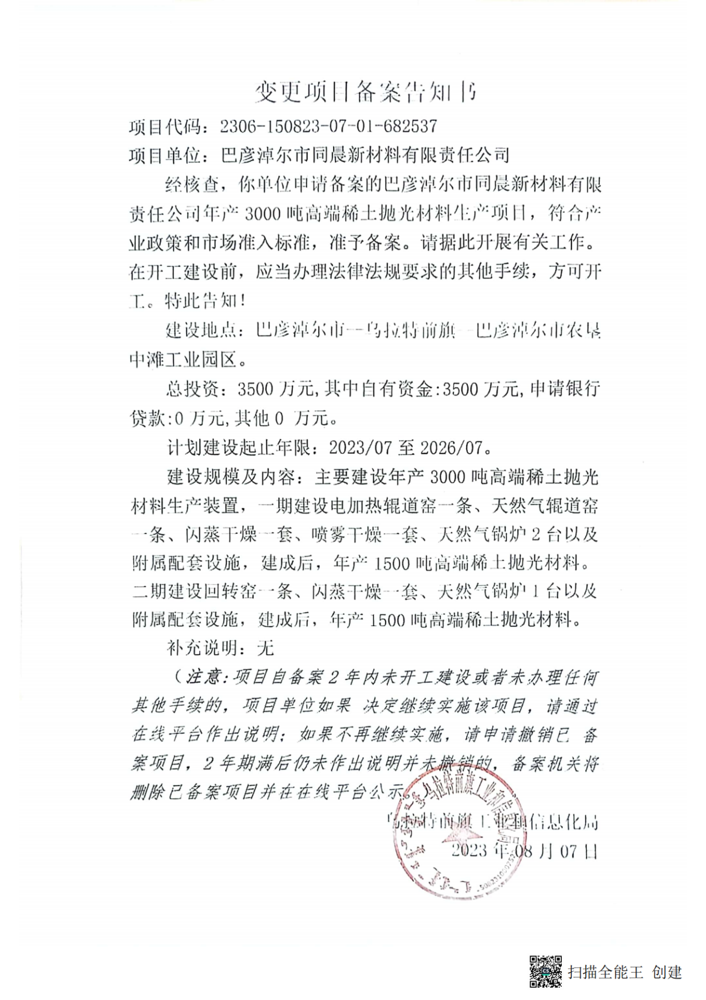 变更项目备案告知书
项目代码：2306-150823-07-01-682537
项目单位：巴彦淖尔市同晨新材料有限责任公司
经核查，你单位申请备案的巴彦淖尔市同晨新材料有限
责任公司年产 3000 吨高端稀土抛光材料生产项目，符合产
业政策和市场准入标准，准予备案。请据此开展有关工作。
在开工建设前，应当办理法律法规要求的其他手续，方可开
工。特此告知！
建设地点：巴彦淖尔市--乌拉特前旗--巴彦淖尔市农垦
中滩工业园区。
总投资：3500 万元,其中自有资金:3500 万元,申请银行
贷款:0 万元,其他 0 万元。
计划建设起止年限：2023/07 至 2026/07。
建设规模及内容：主要建设年产 3000 吨高端稀土抛光
材料生产装置，一期建设电加热辊道窑一条、天然气辊道窑
一条、闪蒸干燥一套、喷雾干燥一套、天然气锅炉 2 台以及
附属配套设施，建成后，年产 1500 吨高端稀土抛光材料。
二期建设回转窑一条、闪蒸干燥一套、天然气锅炉 1 台以及
附属配套设施，建成后，年产 1500 吨高端稀土抛光材料。
补充说明：无
（注意:项目自备案 2 年内未开工建设或者未办理任何
其他手续的，项目单位如果 决定继续实施该项目，请通过
在线平台作出说明；如果不再继续实施，请申请撤销已 备
案项目，2 年期满后仍未作出说明并未撤销的，备案机关将
删除已备案项目并在在线平台公示。
乌拉特前旗工业和信息化局
乌拉特前旗工业和信息化局
2023 年 08 月 07 日
扫描全能王 创建